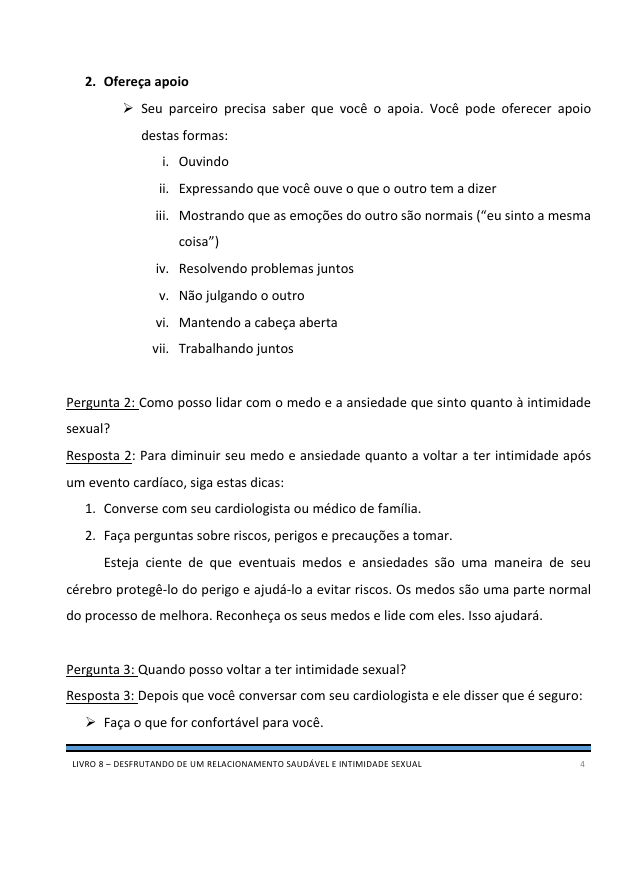 2. Ofereça apoio
➢ Seu parceiro precisa saber que você o apoia. Você pode oferecer apoio
destas formas:
i. Ouvindo
ii. Expressando que você ouve o que o outro tem a dizer
iii. Mostrando que as emoções do outro são normais (“eu sinto a mesma
coisa”)
iv. Resolvendo problemas juntos
v. Não julgando o outro
vi. Mantendo a cabeça aberta
vii. Trabalhando juntos
Pergunta 2: Como posso lidar com o medo e a ansiedade que sinto quanto à intimidade
sexual?
Resposta 2: Para diminuir seu medo e ansiedade quanto a voltar a ter intimidade após
um evento cardíaco, siga estas dicas:
1. Converse com seu cardiologista ou médico de família.
2. Faça perguntas sobre riscos, perigos e precauções a tomar.
Esteja ciente de que eventuais medos e ansiedades são uma maneira de seu
cérebro protegê-lo do perigo e ajudá-lo a evitar riscos. Os medos são uma parte normal
do processo de melhora. Reconheça os seus medos e lide com eles. Isso ajudará.
Pergunta 3: Quando posso voltar a ter intimidade sexual?
Resposta 3: Depois que você conversar com seu cardiologista e ele disser que é seguro:
➢ Faça o que for confortável para você.
LIVRO 8 – DESFRUTANDO DE UM RELACIONAMENTO SAUDÁVEL E INTIMIDADE SEXUAL 4